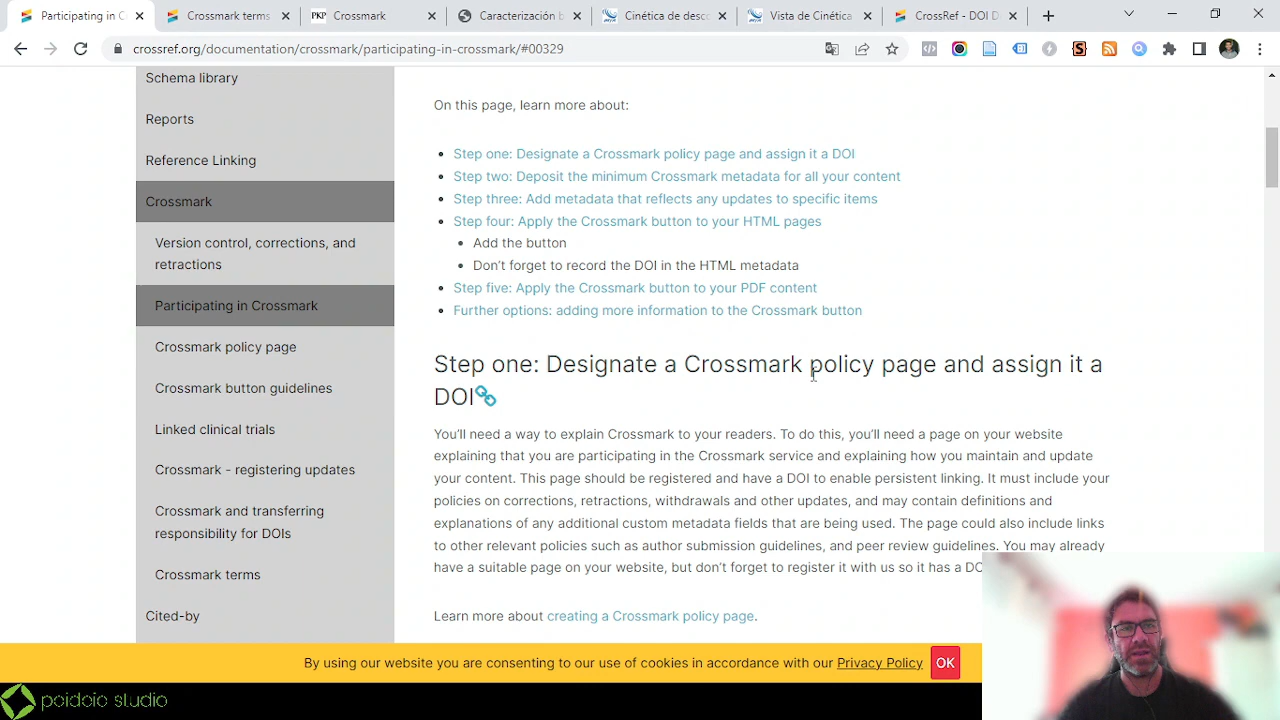 Participating in C
Crossmark terms
PKP
Crossmark
Caracterización b
Cinética de desco
Vista de Cinética
CrossRef - DOI D
crossref.org/documentation/crossmark/participating-in-crossmark/#00329
Schema library
Reports
Reference Linking
Crossmark
Version control, corrections, and
retractions
Participating in Crossmark
Crossmark policy page
Crossmark button guidelines
Linked clinical trials
Crossmark - registering updates
Crossmark and transferring
responsibility for DOIs
Crossmark terms
Cited-by
On this page, learn more about:
Step one: Designate a Crossmark policy page and assign it a DOI
Step two: Deposit the minimum Crossmark metadata for all your content
Step three: Add metadata that reflects any updates to specific items
Step four: Apply the Crossmark button to your HTML pages
Add the button
Don't forget to record the DOI in the HTML metadata
Step five: Apply the Crossmark button to your PDF content
Further options: adding more information to the Crossmark button
Step one: Designate a Crossmark policy page and assign it a
DOI
You'll need a way to explain Crossmark to your readers. To do this, you'll need a page on your website
explaining that you are participating in the Crossmark service and explaining how you maintain and update
your content. This page should be registered and have a DOI to enable persistent linking. It must include your
policies on corrections, retractions, withdrawals and other updates, and may contain definitions and
explanations of any additional custom metadata fields that are being used. The page could also include links
to other relevant policies such as author submission guidelines, and peer review guidelines. You may already
have a suitable page on your website, but don't forget to register it with us so it has a DO
Learn more about creating a Crossmark policy page.
By using our website you are consenting to our use of cookies in accordance with our Privacy Policy
OK
paidaia studio